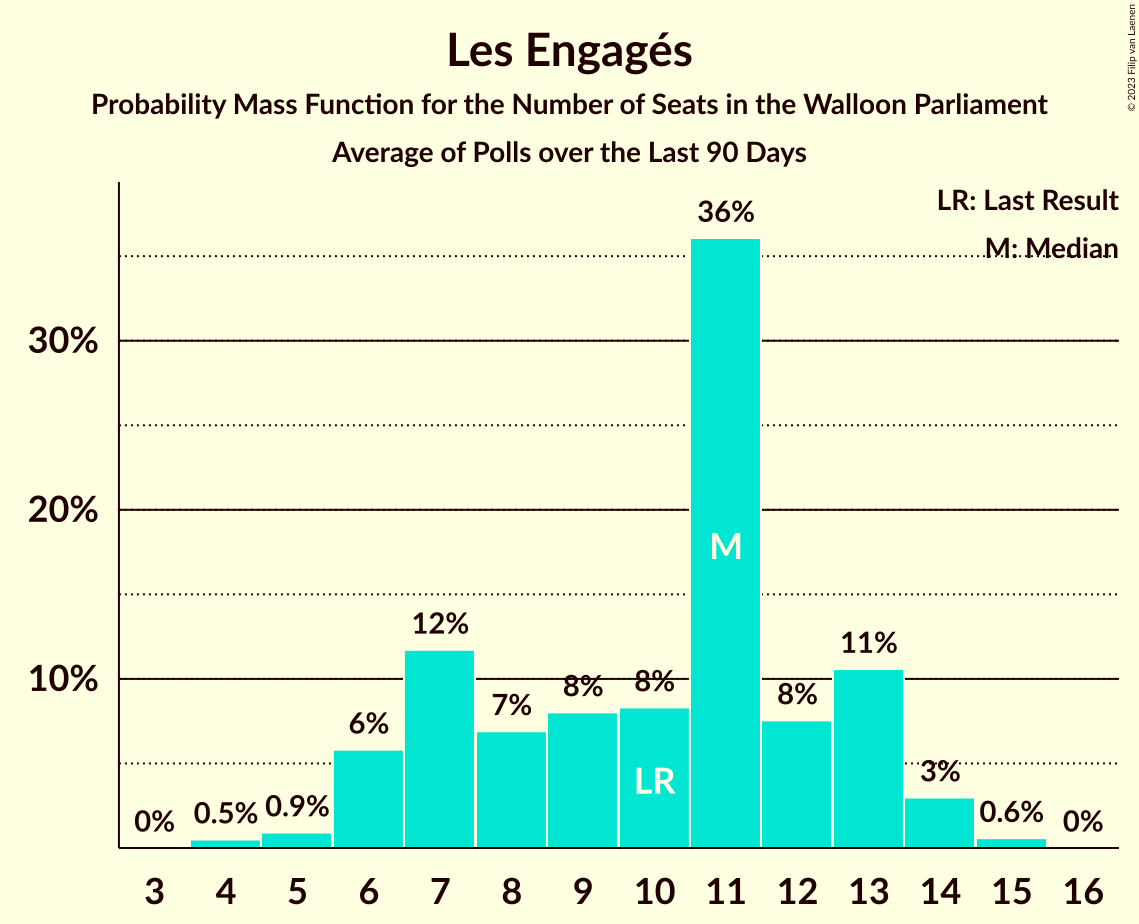 Les Engagés
Probability Mass Function for the Number of Seats in the Walloon Parliament
Average of Polls over the Last 90 Days
© 2023 Filip van Laenen
LR: Last Result
M: Median
36%
30%
20%
M
12%
11%
10%
8%
8%
8%
7%
6%
LR
3%
0%
0.5%
0.9%
0.6%
0%
3 4 5 6 7 8 9 10 11 12 13 14 15 16